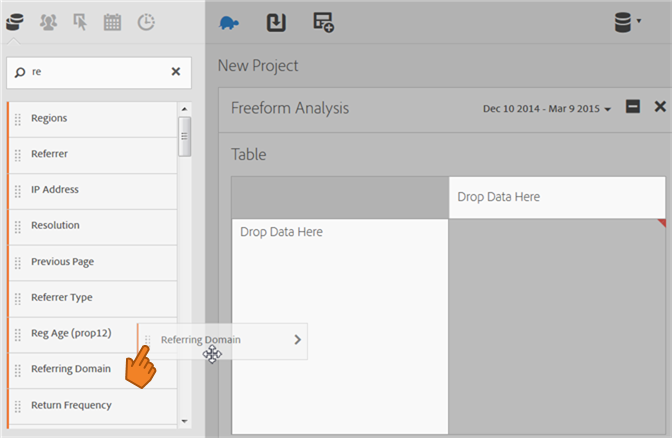 re
Regions
Referrer
IP Address
Resolution
Previous Page
Referrer Type
Reg Age (prop12)
Referring Domain
Return Frequency
Referring Domain
New Project
Freeform Analysis
Dec 10 2014 - Mar 9 2015
Table
Drop Data Here
Drop Data Here